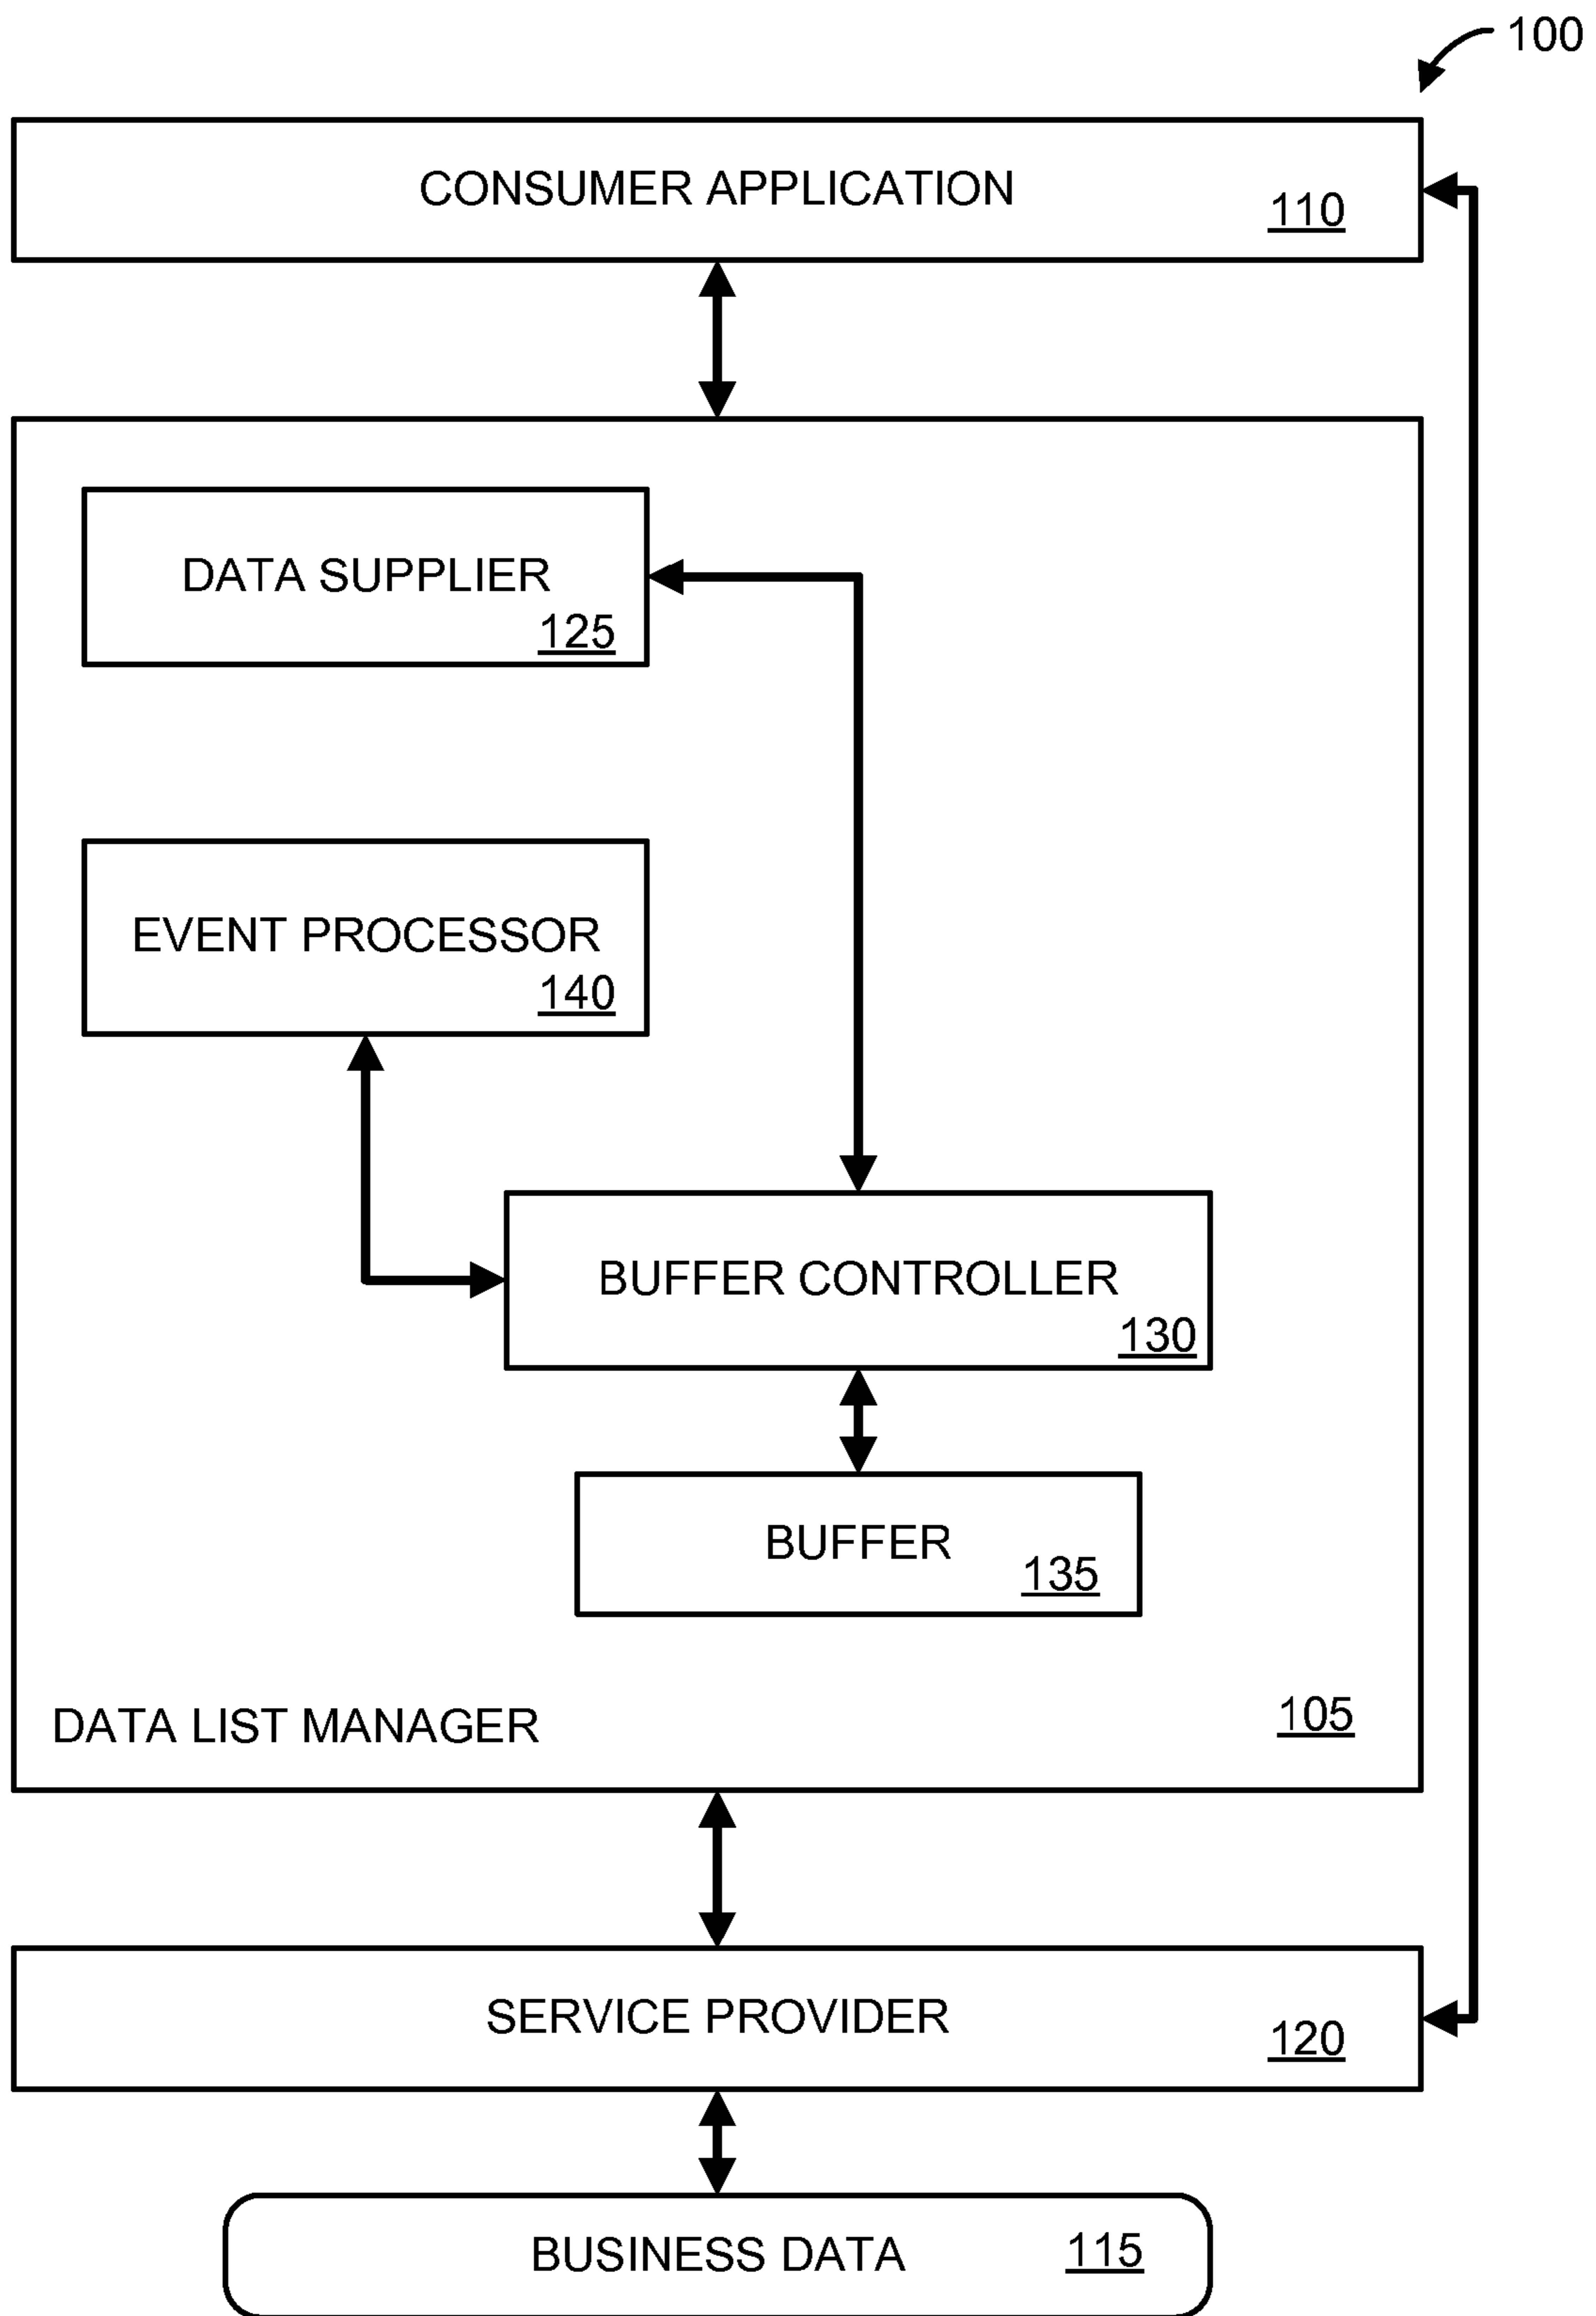 100
CONSUMER APPLICATION
110
DATA SUPPLIER
125
EVENT PROCESSOR
140
BUFFER CONTROLLER
130
BUFFER
135
DATA LIST MANAGER
105
SERVICE PROVIDER
120
BUSINESS DATA
115